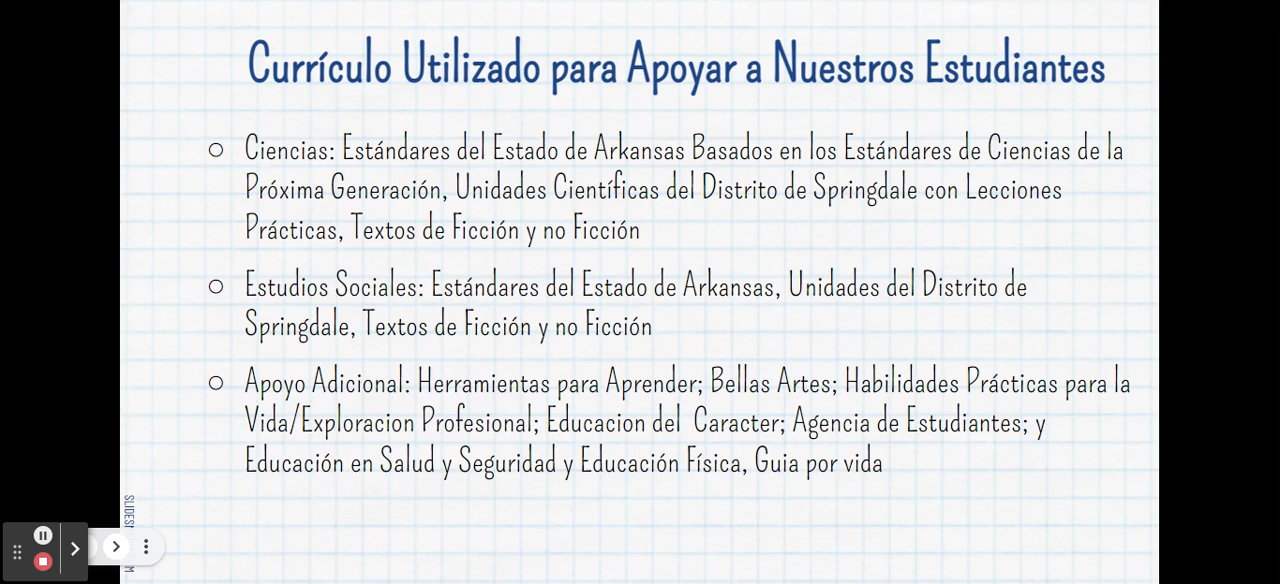 Currículo Utilizado para Apoyar a Nuestros Estudiantes
Ciencias: Estándares del Estado de Arkansas Basados en los Estándares de Ciencias de la
Próxima Generación, Unidades Científicas del Distrito de Springdale con Lecciones
Prácticas, Textos de Ficción y no Ficción
Estudios Sociales: Estándares del Estado de Arkansas, Unidades del Distrito de
Springdale, Textos de Ficción y no Ficción
Apoyo Adicional: Herramientas para Aprender; Bellas Artes; Habilidades Prácticas para la
Vida/Exploracion Profesional; Educacion del  Caracter; Agencia de Estudiantes; y
Educación en Salud y Seguridad y Educación Física, Guia por vida